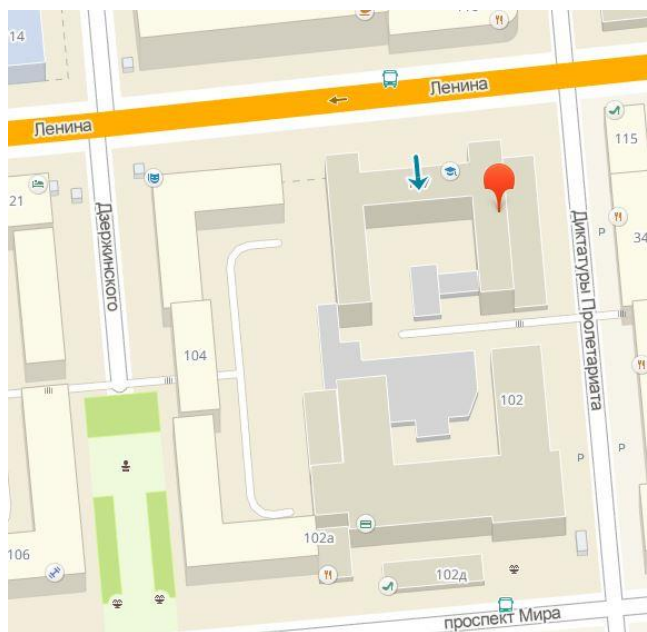 14
Ленина
Ленина
115
21
Дзержинского
Диктатуры Пролетариата
P
34
104
102
P
P
102а
106
102д
проспект Мира